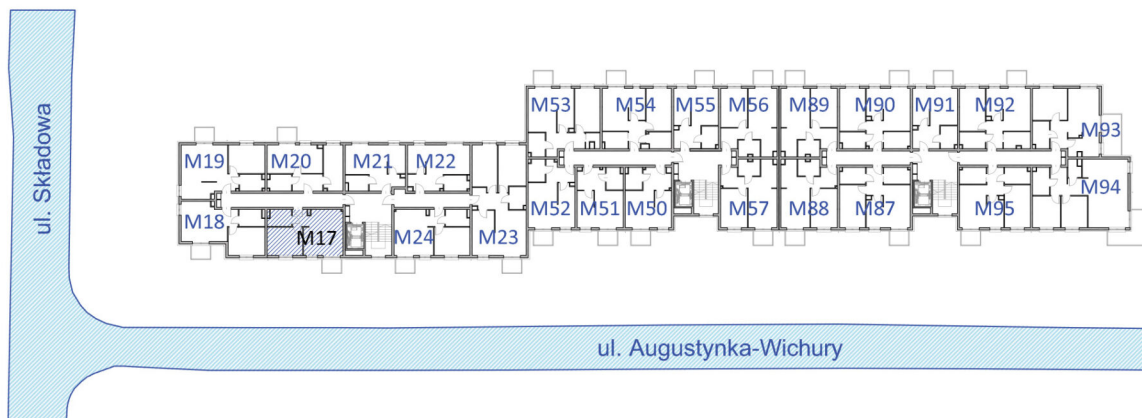 ul. Składowa
M53
M54
M55
M56
M89
M90
M91
M92
M93
M19
M20
M21
M22
M18
M17
M24
M23
M52
M51
M50
M57
M88
M87
M95
M94
ul. Augustynka-Wichury